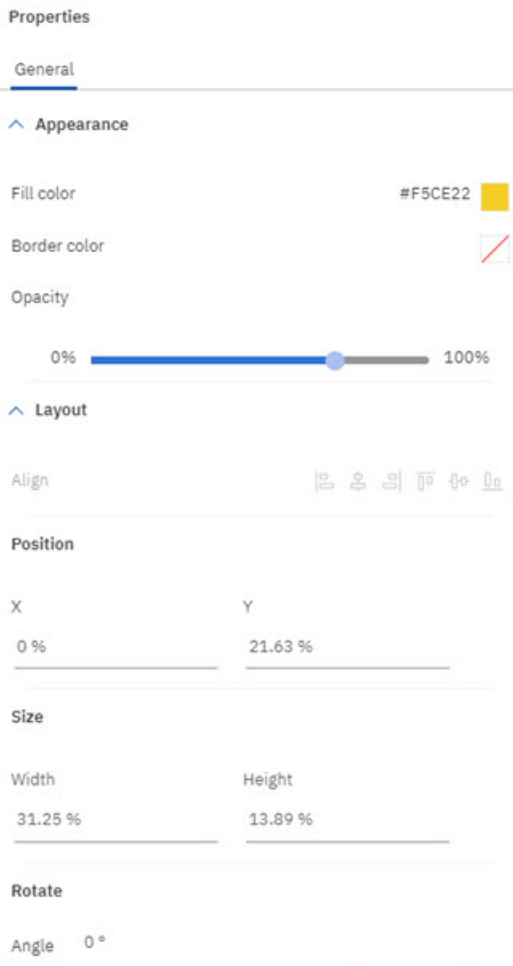 Properties
General
Appearance
Fill color #F5CE22
Border color
Opacity
0% 100%
Layout
Align
Position
X Y
0 % 21.63 %
Size
Width Height
31.25 % 13.89 %
Rotate
Angle 0 °